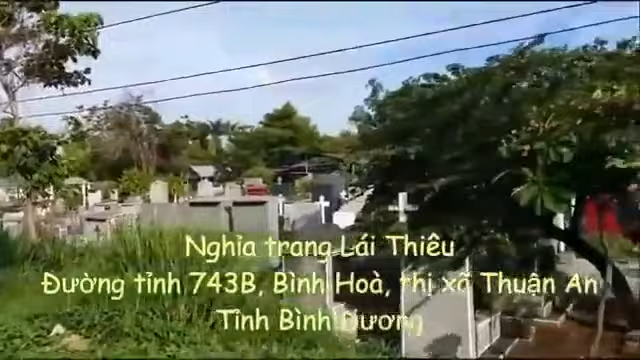 Nghĩa trang Lái Thiêu
Đường tỉnh 743B, Bình Hoà, thị xã Thuận An
Tỉnh Bình Dương